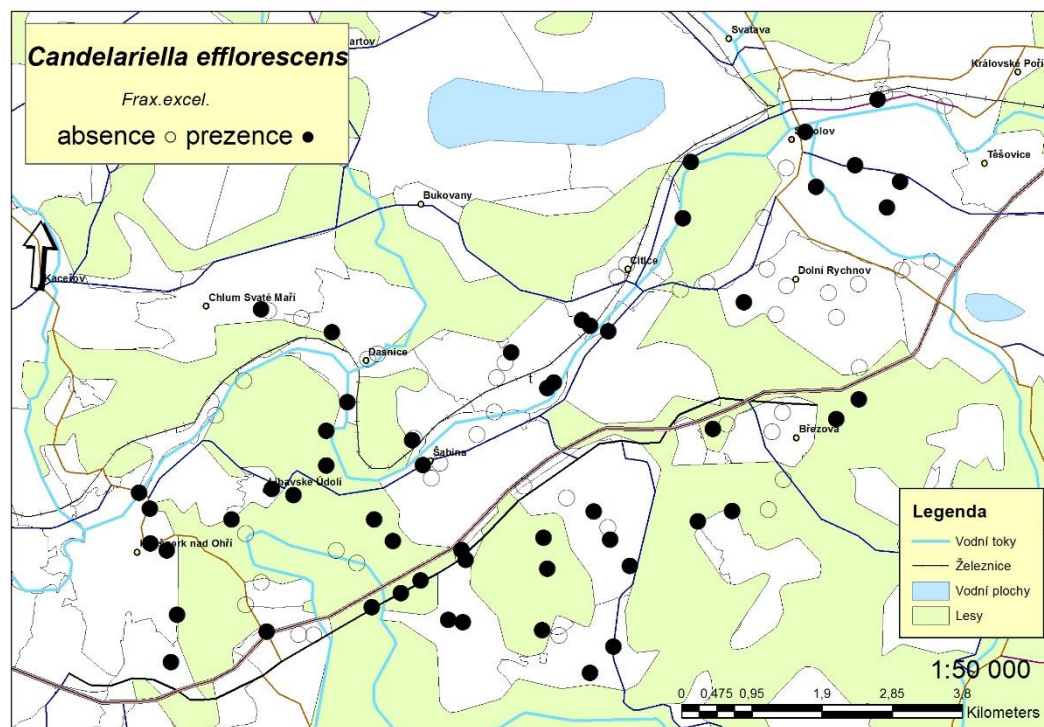 Candelariella efflorescens
Frax.excel.
absence ○ prezence ●
Svatava
Královské Poří
Těšovice
Bukovany
Kaceřov
Chlum Svaté Maří
Citice
Dolní Rychnov
Dasnice
t
Březová
Šabina
Libavské Údolí
Legenda
Vodní toky
Železnice
Vodní plochy
Lesy
1:50 000
0 0,475 0,95 1,9 2,85 3,8
Kilometers